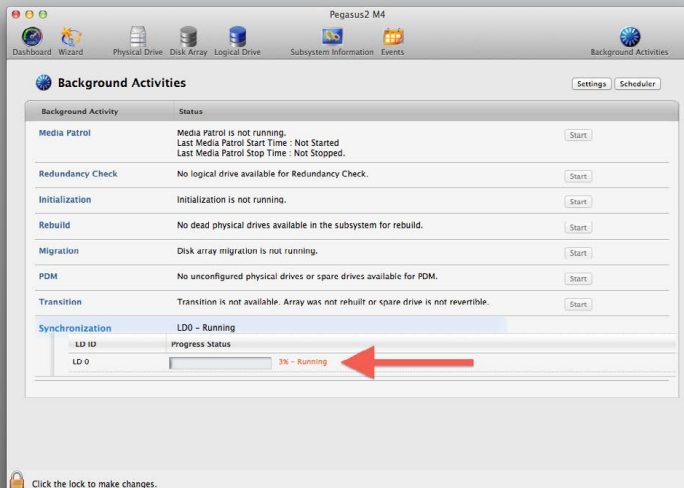 Pegasus2 M4
Dashboard Wizard Physical Drive Disk Array Logical Drive Subsystem Information Events Background Activities
Background Activities Settings Scheduler
Background Activity Status
Media Patrol Media Patrol is not running. Start
Last Media Patrol Start Time : Not Started
Last Media Patrol Stop Time : Not Stopped.
Redundancy Check No logical drive available for Redundancy Check. Start
Initialization Initialization is not running. Start
Rebuild No dead physical drives available in the subsystem for rebuild. Start
Migration Disk array migration is not running. Start
PDM No unconfigured physical drives or spare drives available for PDM. Start
Transition Transition is not available. Array was not rebuilt or spare drive is not revertible. Start
Synchronization LD0 - Running
LD ID Progress Status
LD 0 3% - Running
Click the lock to make changes.